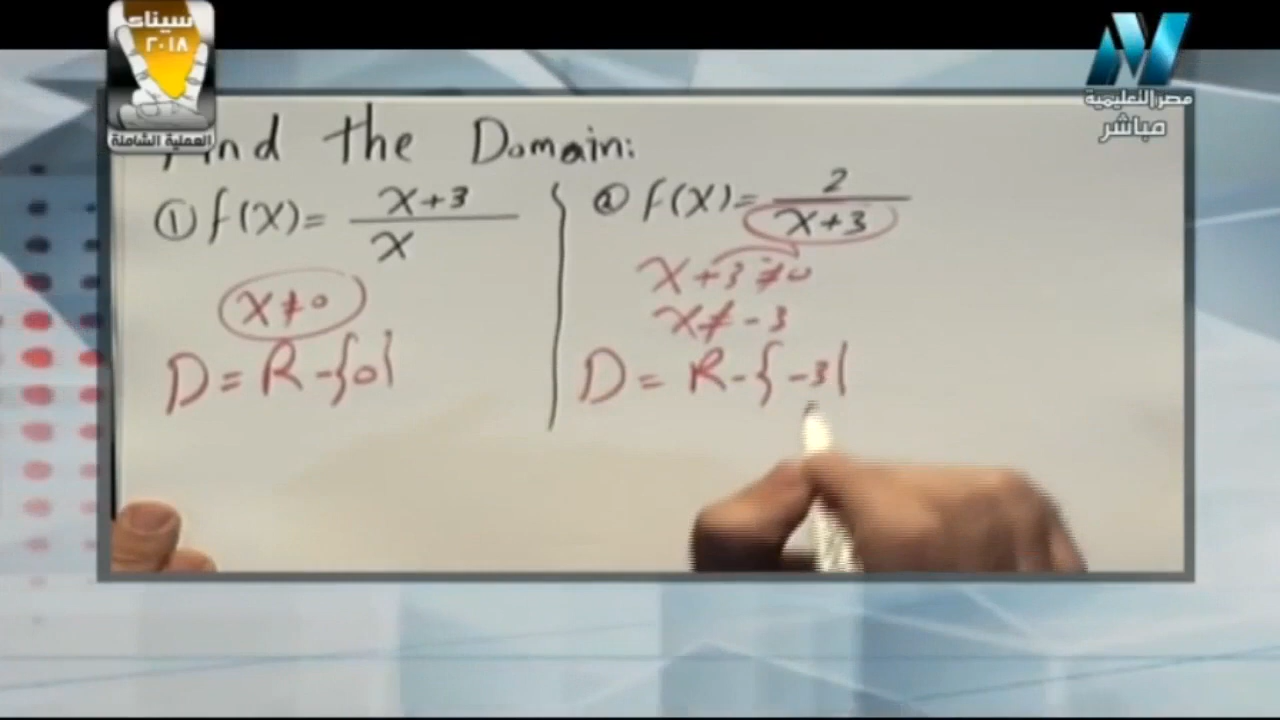 سيناء
٢٠١٨
العملية الشاملة
مصر التعليمية
مباشر
Find the Domain:
① f(x) = x+3 / x
x ≠ 0
D = R - {0}
② f(x) = 2 / x+3
x + 3 ≠ 0
x ≠ -3
D = R - { -3 }